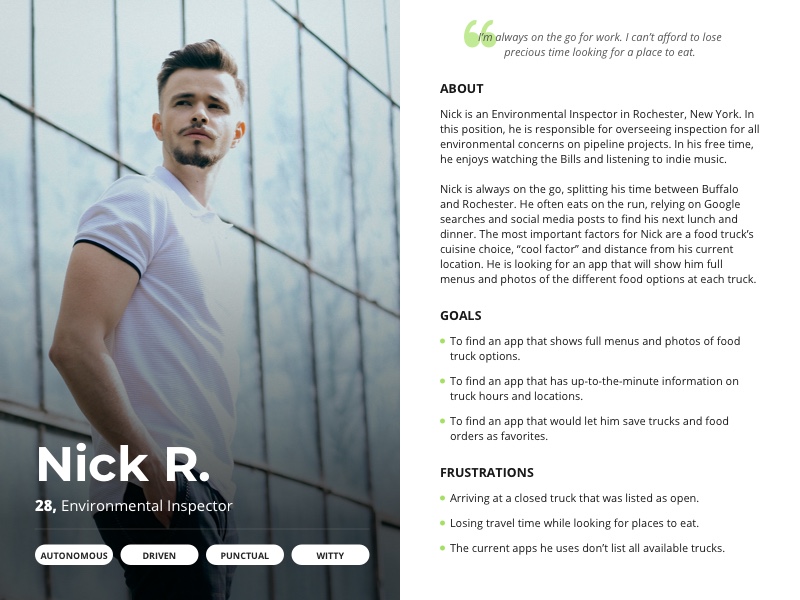 Nick R.
28, Environmental Inspector
AUTONOMOUS DRIVEN PUNCTUAL WITTY
“I’m always on the go for work. I can’t afford to lose
precious time looking for a place to eat.
ABOUT
Nick is an Environmental Inspector in Rochester, New York. In
this position, he is responsible for overseeing inspection for all
environmental concerns on pipeline projects. In his free time,
he enjoys watching the Bills and listening to indie music.
Nick is always on the go, splitting his time between Buffalo
and Rochester. He often eats on the run, relying on Google
searches and social media posts to find his next lunch and
dinner. The most important factors for Nick are a food truck’s
cuisine choice, “cool factor” and distance from his current
location. He is looking for an app that will show him full
menus and photos of the different food options at each truck.
GOALS
To find an app that shows full menus and photos of food
truck options.
To find an app that has up-to-the-minute information on
truck hours and locations.
To find an app that would let him save trucks and food
orders as favorites.
FRUSTRATIONS
Arriving at a closed truck that was listed as open.
Losing travel time while looking for places to eat.
The current apps he uses don’t list all available trucks.